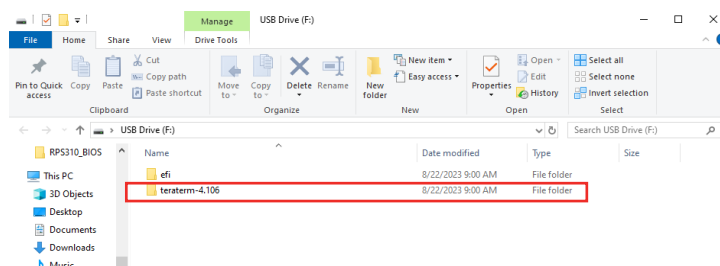 Manage USB Drive (F:)
File Home Share View Drive Tools
Pin to Quick access
Copy
Paste
Cut
Copy path
Paste shortcut
Clipboard
Move to
Copy to
Delete
Rename
Organize
New folder
New item
Easy access
New
Properties
Open
Edit
History
Open
Select all
Select none
Invert selection
Select
USB Drive (F:)
Search USB Drive (F:)
RPS310_BIOS
This PC
3D Objects
Desktop
Documents
Downloads
Music
Name Date modified Type Size
efi 8/22/2023 9:00 AM File folder
teraterm-4.106 8/22/2023 9:00 AM File folder